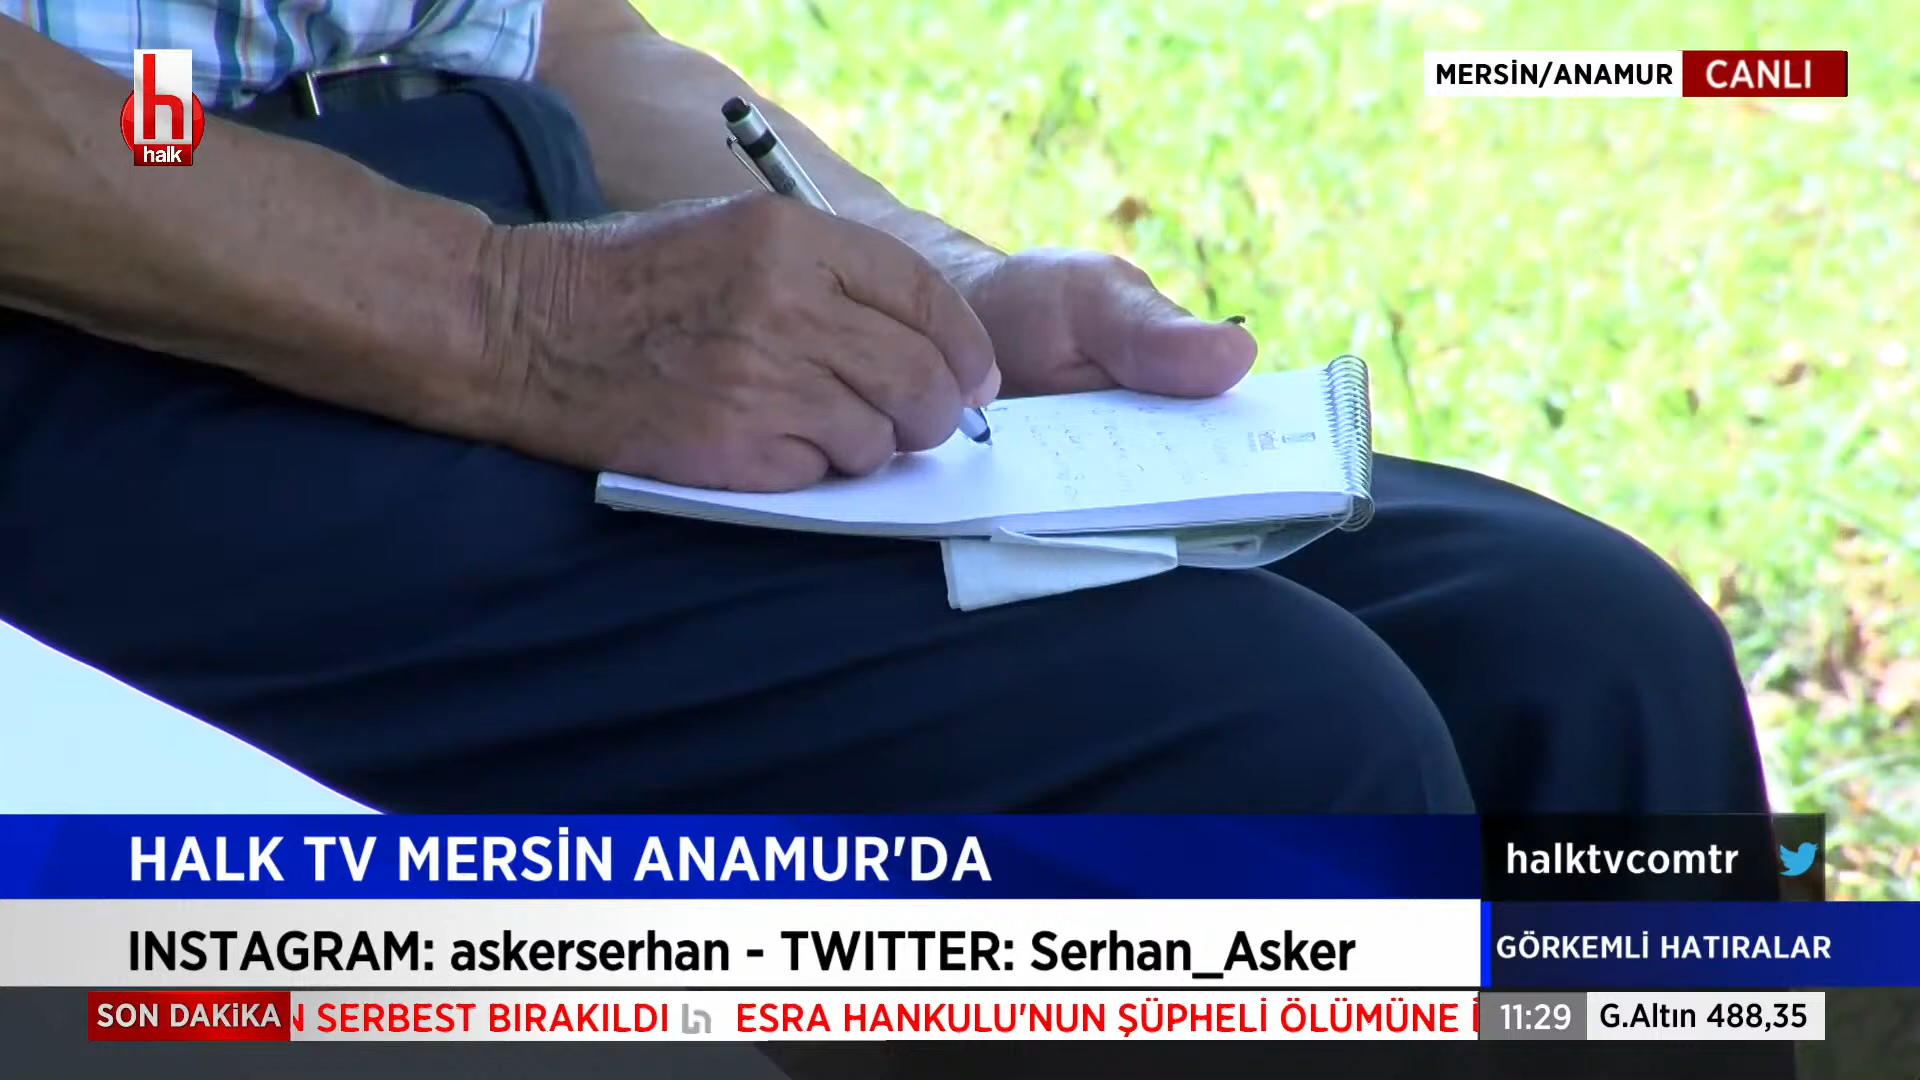 h
halk
MERSİN/ANAMUR CANLI
HALK TV MERSİN ANAMUR'DA
halktvcomtr
INSTAGRAM: askerserhan - TWITTER: Serhan_Asker
GÖRKEMLİ HATIRALAR
SON DAKİKA SERBEST BIRAKILDI h ESRA HANKULU'NUN ŞÜPHELİ ÖLÜMÜNE
11:29 G.Altın 488,35